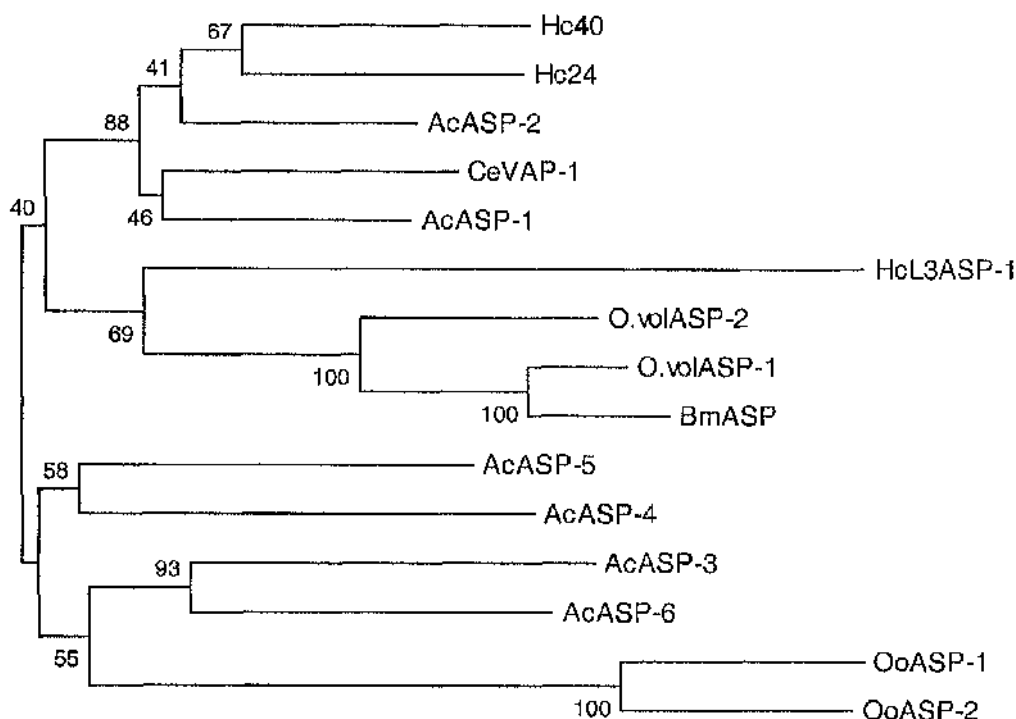 67
Hc40
Hc24
41
AcASP-2
88
CeVAP-1
46
AcASP-1
40
HcL3ASP-1
69
O.volASP-2
100
O.volASP-1
100
BmASP
58
AcASP-5
AcASP-4
93
AcASP-3
AcASP-6
55
OoASP-1
100
OoASP-2